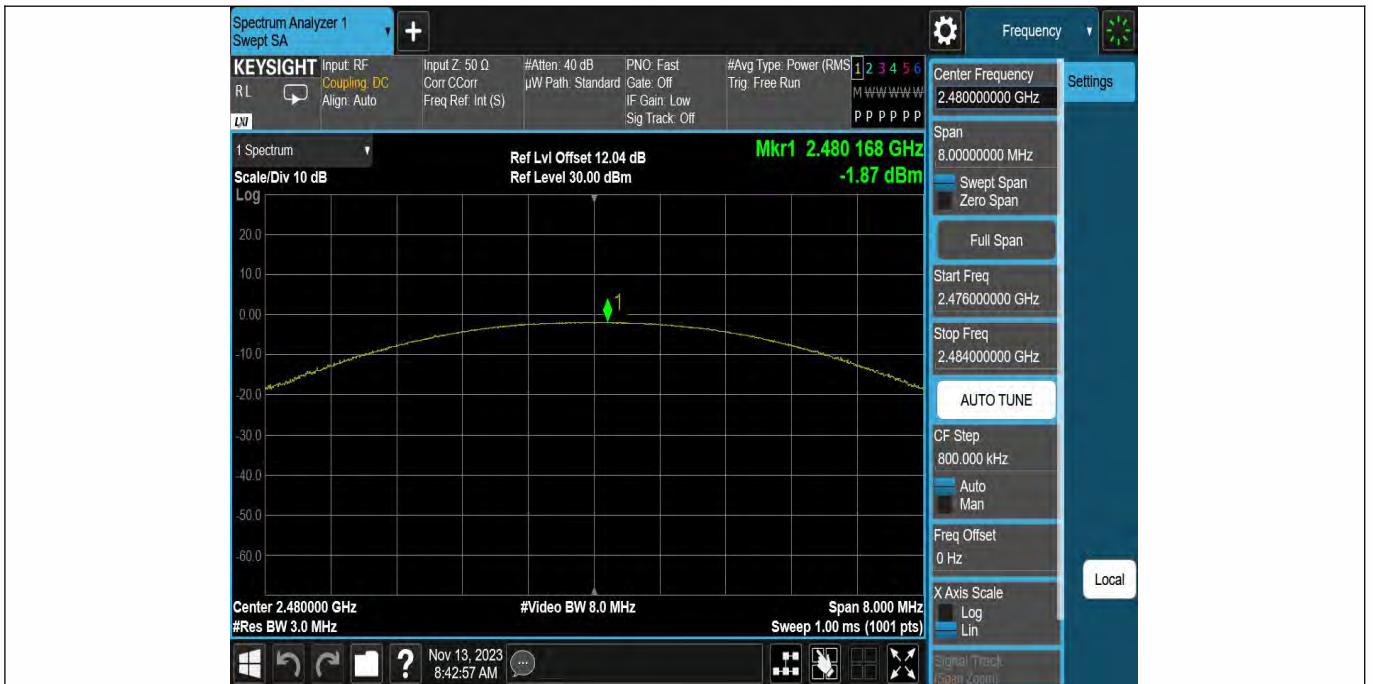 Spectrum Analyzer 1
Swept SA
+
Frequency
KEYSIGHT
RL
LXI
Input: RF
Coupling: DC
Align: Auto
Input Z: 50 Ω
Corr CCorr
Freq Ref: Int (S)
#Atten: 40 dB
µW Path: Standard
PNO: Fast
Gate: Off
IF Gain: Low
Sig Track: Off
#Avg Type: Power (RMS
Trig: Free Run
1 2 3 4 5 6
M W W W W W
P P P P P P
1 Spectrum
Scale/Div 10 dB
Log
Ref Lvl Offset 12.04 dB
Ref Level 30.00 dBm
Mkr1 2.480 168 GHz
-1.87 dBm
20.0
10.0
0.00
-10.0
-20.0
-30.0
-40.0
-50.0
-60.0
1
Center 2.480000 GHz
#Res BW 3.0 MHz
#Video BW 8.0 MHz
Span 8.000 MHz
Sweep 1.00 ms (1001 pts)
?
Nov 13, 2023
8:42:57 AM
Center Frequency
2.480000000 GHz
Settings
Span
8.00000000 MHz
Swept Span
Zero Span
Full Span
Start Freq
2.476000000 GHz
Stop Freq
2.484000000 GHz
AUTO TUNE
CF Step
800.000 kHz
Auto
Man
Freq Offset
0 Hz
X Axis Scale
Log
Lin
Local
Signal Track
(Span Zoom)